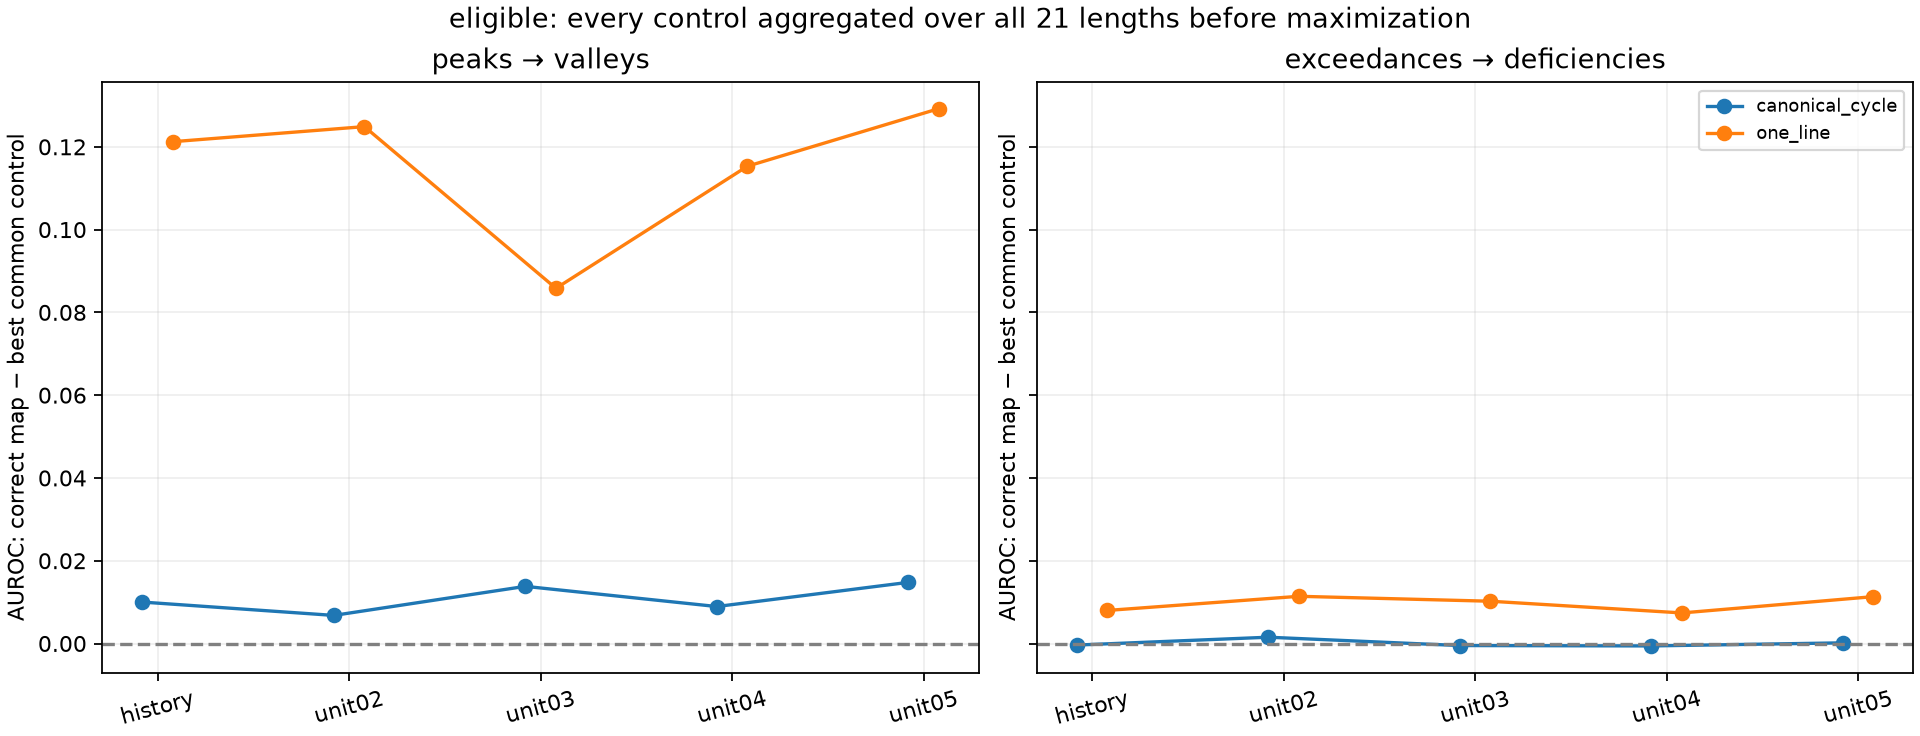 eligible: every control aggregated over all 21 lengths before maximization
peaks → valleys
AUROC: correct map − best common control
0.12
0.10
0.08
0.06
0.04
0.02
0.00
history
unit02
unit03
unit04
unit05
exceedances → deficiencies
AUROC: correct map − best common control
canonical_cycle
one_line
history
unit02
unit03
unit04
unit05